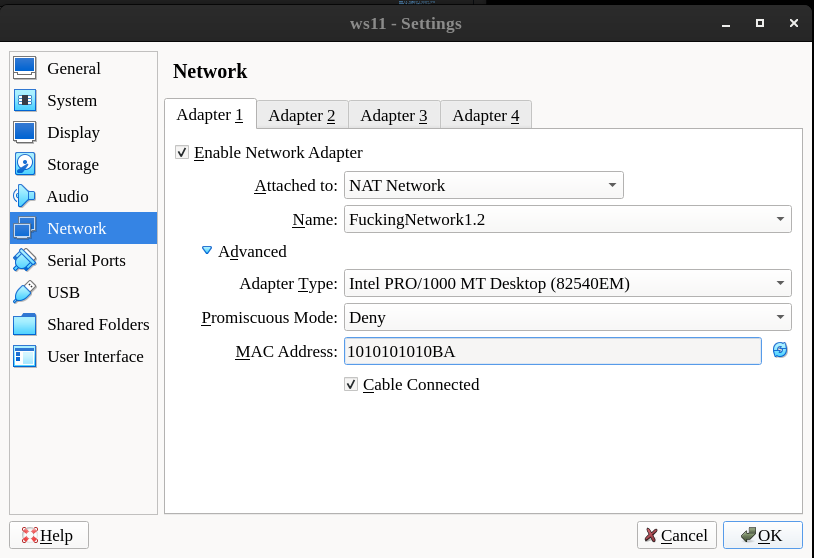 ws11 - Settings
General
System
Display
Storage
Audio
Network
Serial Ports
USB
Shared Folders
User Interface
Network
Adapter 1 Adapter 2 Adapter 3 Adapter 4
Enable Network Adapter
Attached to: NAT Network
Name: FuckingNetwork1.2
Advanced
Adapter Type: Intel PRO/1000 MT Desktop (82540EM)
Promiscuous Mode: Deny
MAC Address: 1010101010BA
Cable Connected
Help Cancel OK